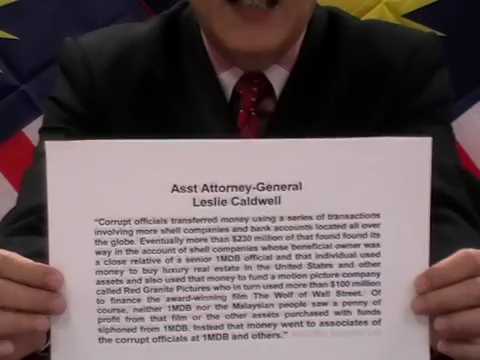 Asst Attorney-General
Leslie Caldwell
"Corrupt officials transferred money using a series of transactions
involving more shell companies and bank accounts located all over
the globe. Eventually more than $230 million of that found found its
way in the account of shell companies whose beneficial owner was
a close relative of a senior 1MDB official and that individual used
money to buy luxury real estate in the United States and other
assets and also used that money to fund a motion picture company
called Red Granite Pictures who in turn used more than $100 million
to finance the award-winning film The Wolf of Wall Street. Of
course, neither 1MDB nor the Malaysian people saw a penny of
profit from that film or the other assets purchased with funds
siphoned from 1MDB. Instead that money went to associates of
the corrupt officials at 1MDB and others."